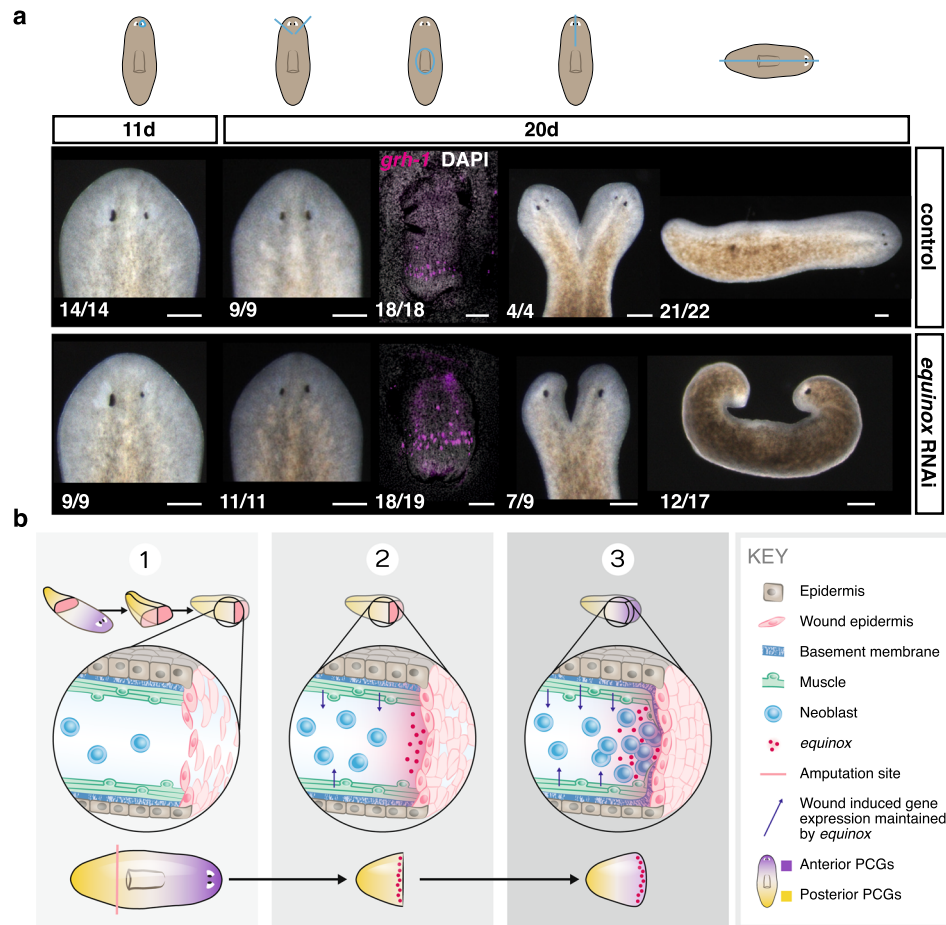 a
11d
20d
grh-1 DAPI
14/14
9/9
18/18
4/4
21/22
control
9/9
11/11
18/19
7/9
12/17
equinox RNAi
b
1
2
3
KEY
Epidermis
Wound epidermis
Basement membrane
Muscle
Neoblast
equinox
Amputation site
Wound induced gene
expression maintained
by equinox
Anterior PCGs
Posterior PCGs